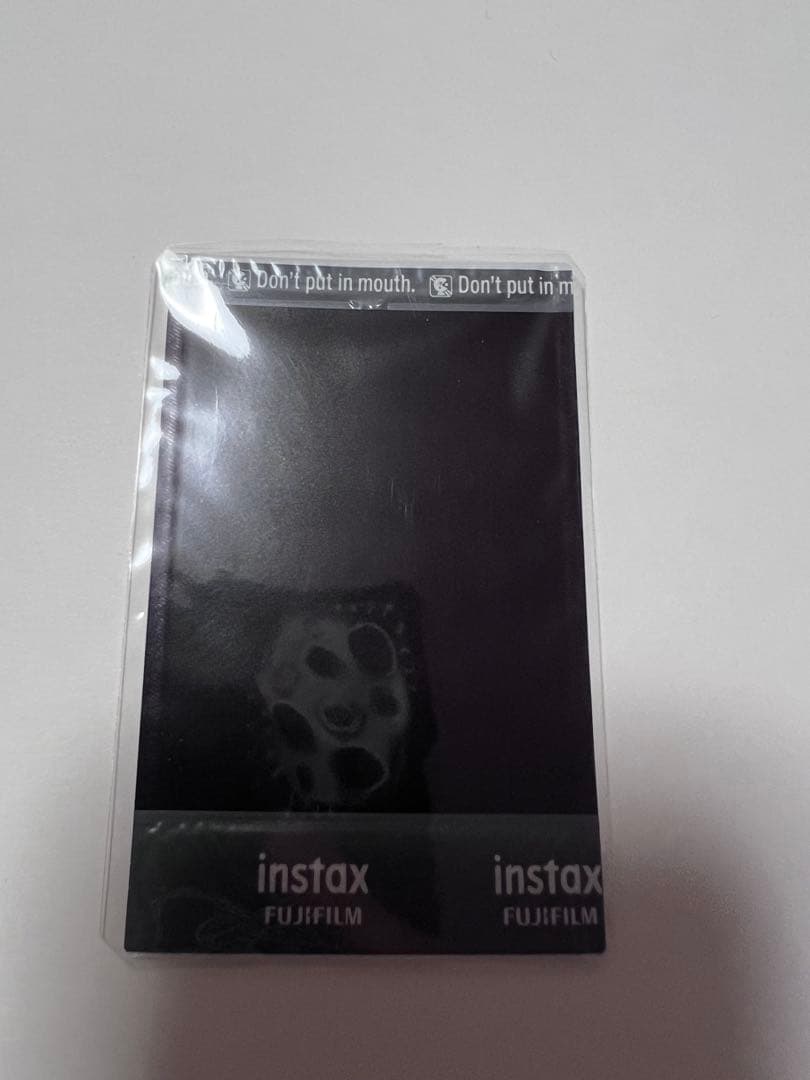 Don't put in mouth. Don't put in m
instax instax
FUJIFILM FUJIFILM